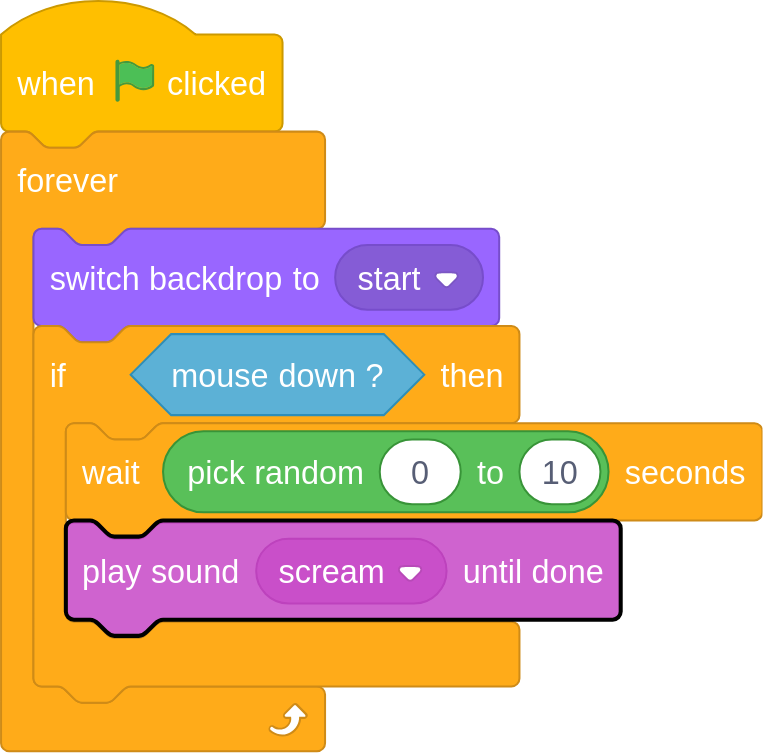 when clicked
forever
switch backdrop to start
if mouse down ? then
wait pick random 0 to 10 seconds
play sound scream until done